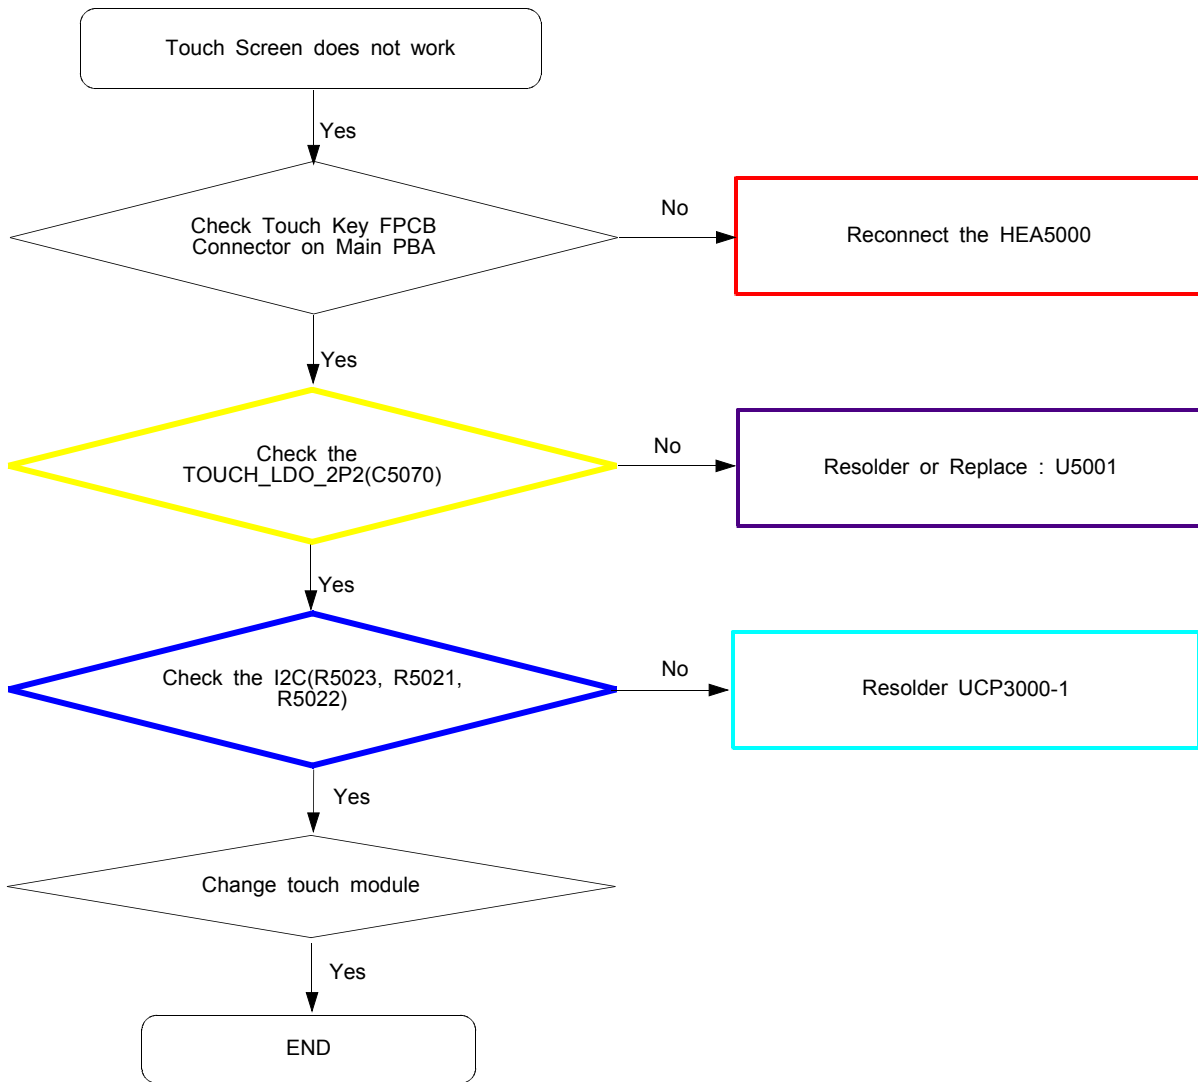 Touch Screen does not work
Yes
Check Touch Key FPCB
Connector on Main PBA
No
Reconnect the HEA5000
Yes
Check the
TOUCH_LDO_2P2(C5070)
No
Resolder or Replace : U5001
Yes
Check the I2C(R5023, R5021,
R5022)
No
Resolder UCP3000-1
Yes
Change touch module
Yes
END